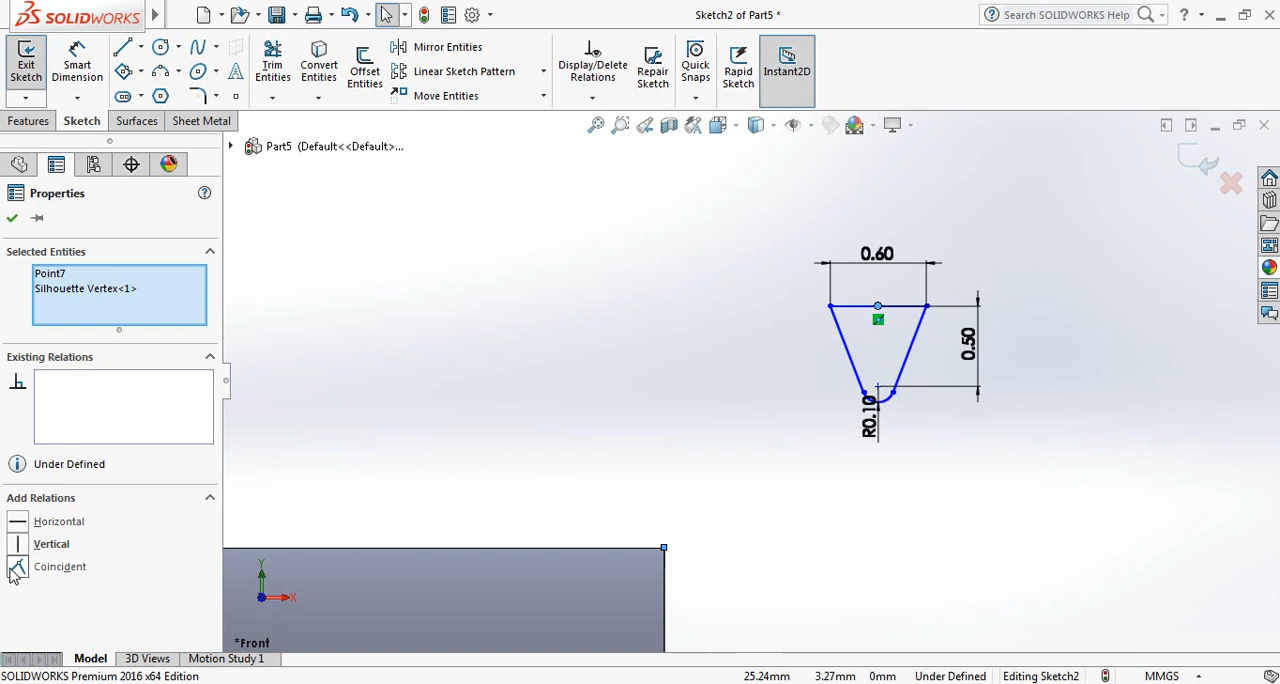 SOLIDWORKS
Sketch2 of Part5 *
Search SOLIDWORKS Help
Exit Sketch
Smart Dimension
Trim Entities
Convert Entities
Offset Entities
Mirror Entities
Linear Sketch Pattern
Move Entities
Display/Delete Relations
Repair Sketch
Quick Snaps
Rapid Sketch
Instant2D
Features
Sketch
Surfaces
Sheet Metal
Part5 (Default<<Default>...
Properties
Selected Entities
Point7
Silhouette Vertex<1>
Existing Relations
Under Defined
Add Relations
Horizontal
Vertical
Coincident
0.60
0.50
R0.10
Y
X
*Front
Model
3D Views
Motion Study 1
SOLIDWORKS Premium 2016 x64 Edition
25.24mm
3.27mm
0mm
Under Defined
Editing Sketch2
MMGS